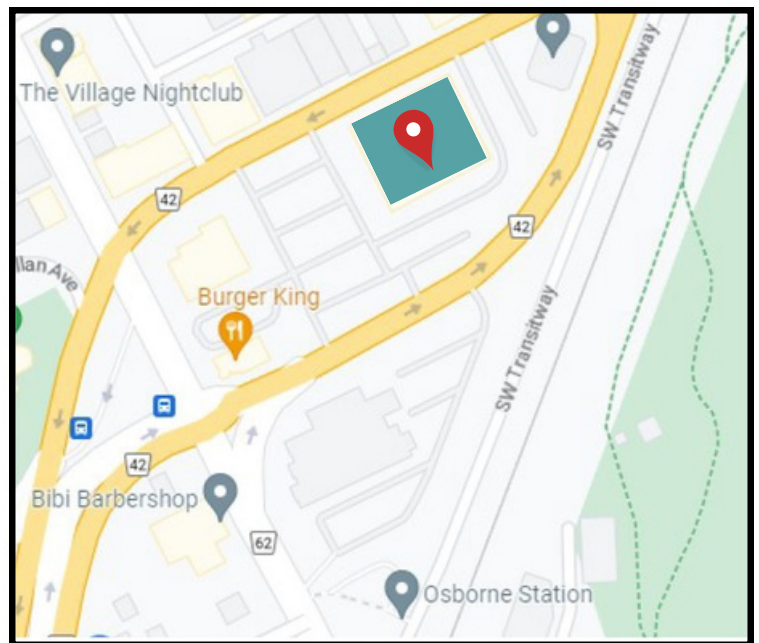 The Village Nightclub
SW Transitway
42
42
llan Ave
Burger King
SW Transitway
42
Bibi Barbershop
62
Osborne Station